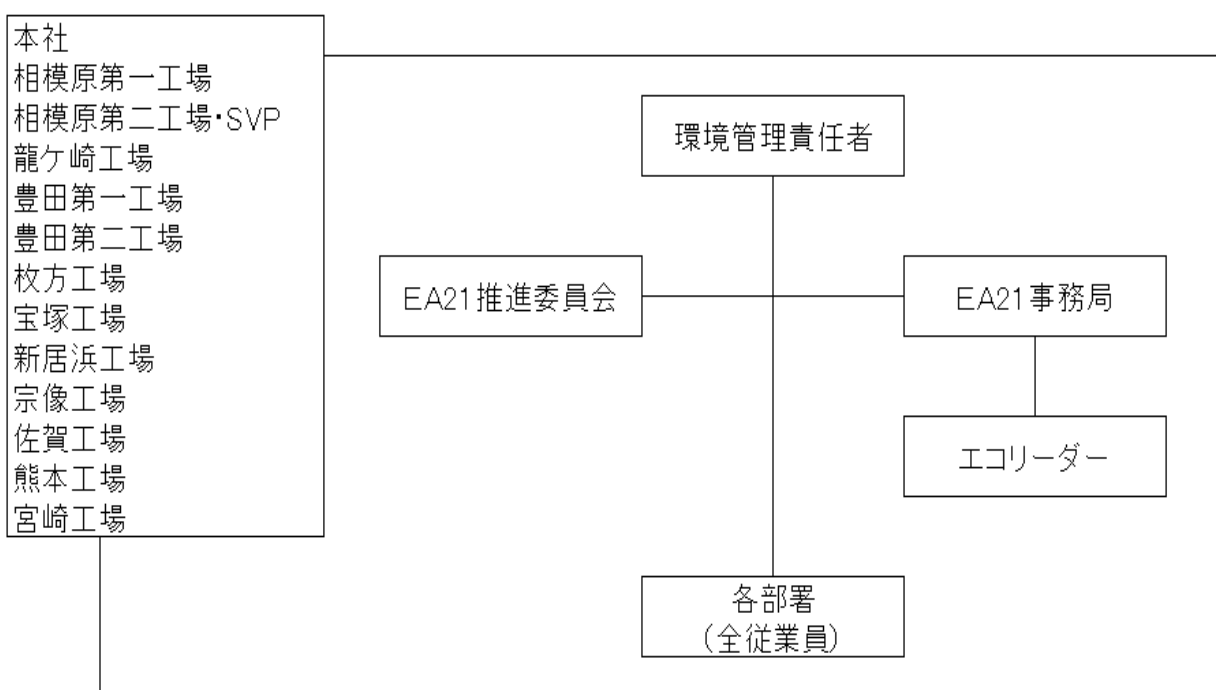 本社
相模原第一工場
相模原第二工場・SVP
龍ケ崎工場
豊田第一工場
豊田第二工場
枚方工場
宝塚工場
新居浜工場
宗像工場
佐賀工場
熊本工場
宮崎工場
環境管理責任者
EA21推進委員会
EA21事務局
エコリーダー
各部署
(全従業員)